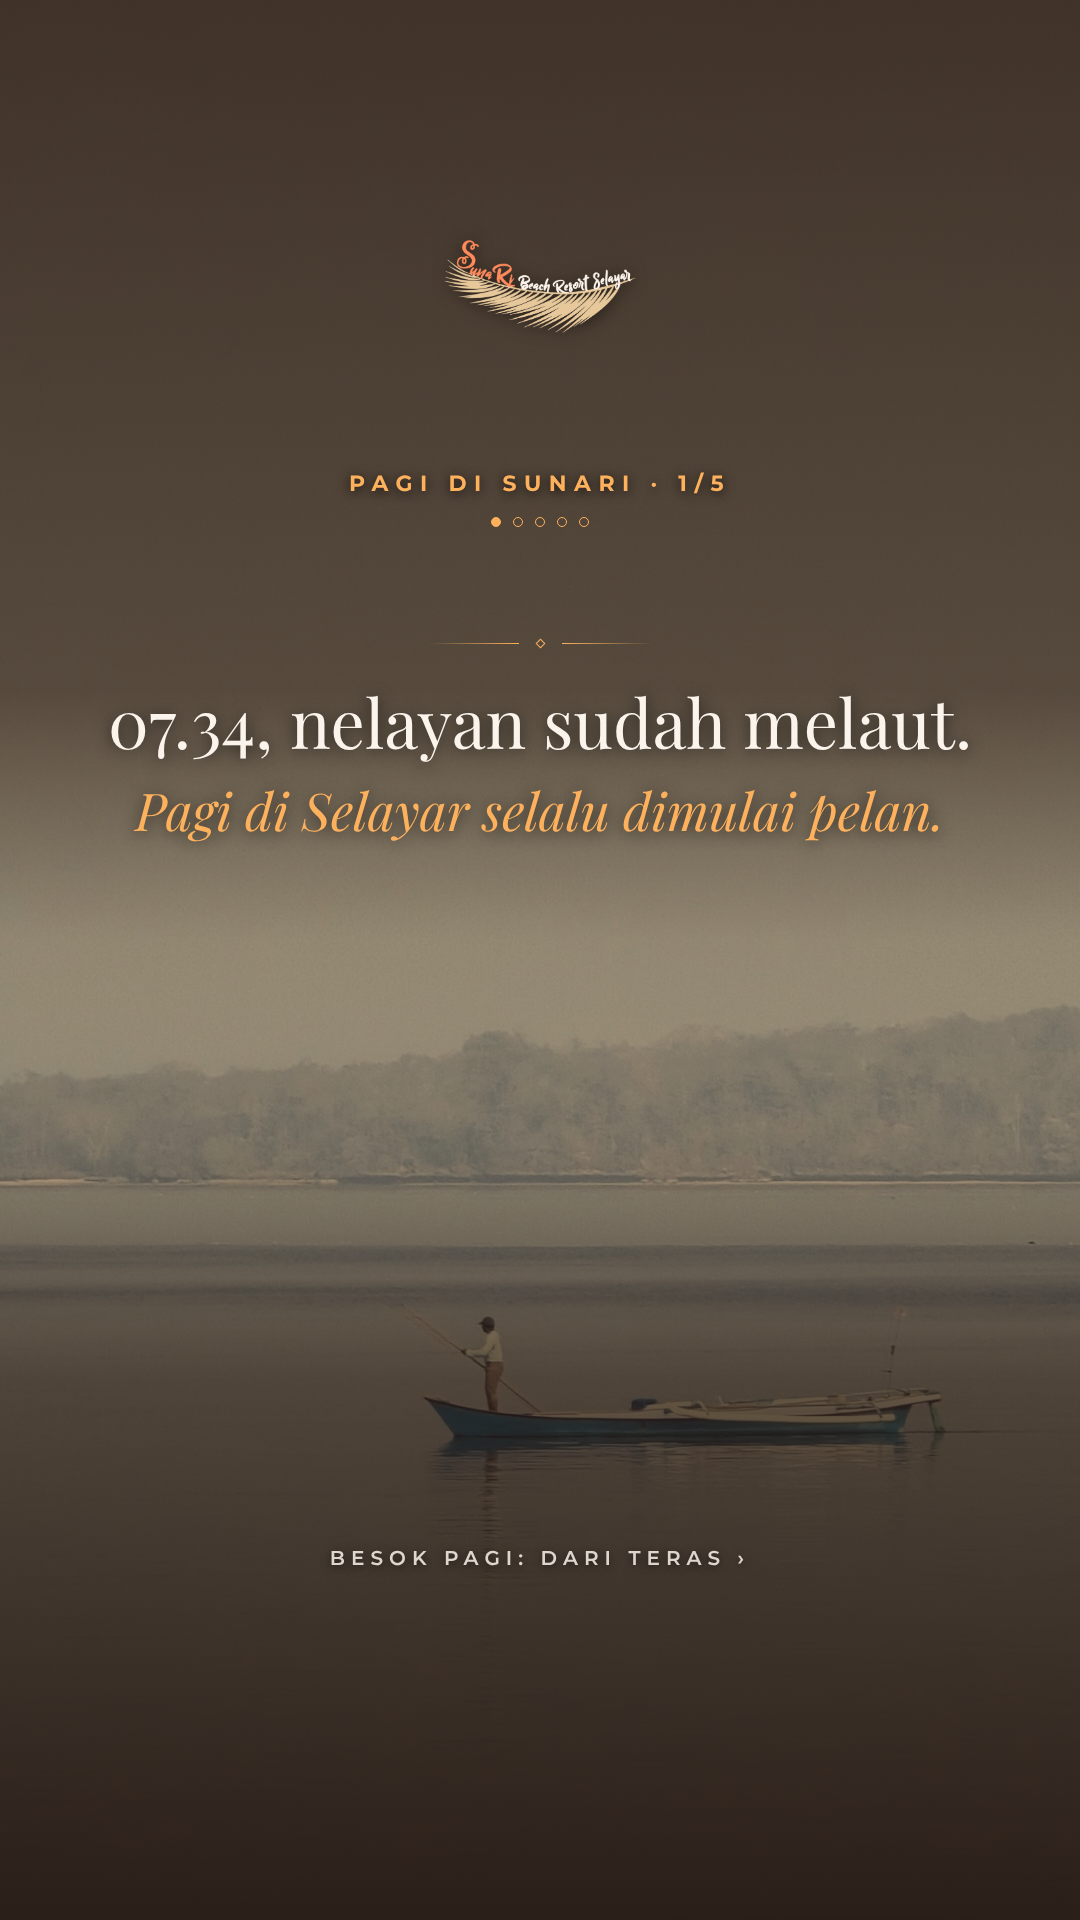 SunaRi Beach Resort Selayar
PAGI DI SUNARI · 1/5
07.34, nelayan sudah melaut.
Pagi di Selayar selalu dimulai pelan.
BESOK PAGI: DARI TERAS ›